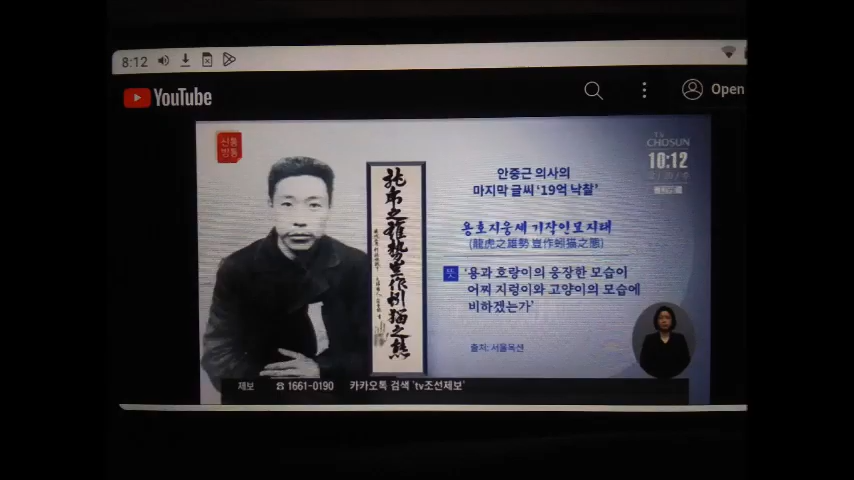 8:12
YouTube
Open
신통
방통
TV
CHOSUN
10:12
안중근 의사의
마지막 글씨 '19억 낙찰'
용호지웅세 기작인묘지태
(龍虎之雄勢 豈作蚓猫之態)
뜻 '용과 호랑이의 웅장한 모습이
어찌 지렁이와 고양이의 모습에
비하겠는가'
출처: 서울옥션
제보 ☎ 1661-0190 카카오톡 검색 'tv조선제보'